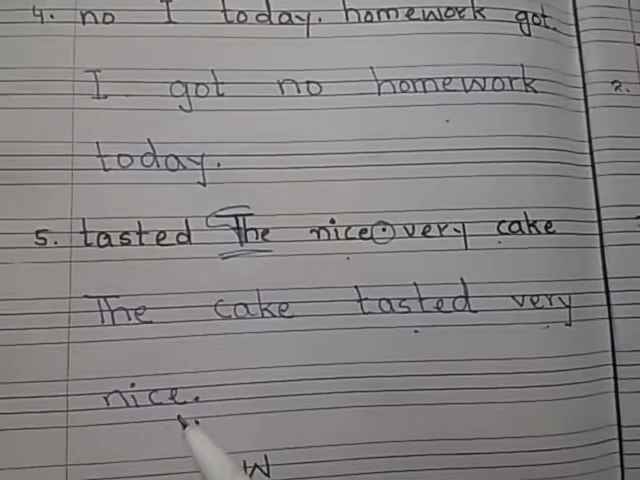 4. no I today. homework got.
I got no homework
today.
5. tasted The nice. very cake
The cake tasted very
nice.
W
2.